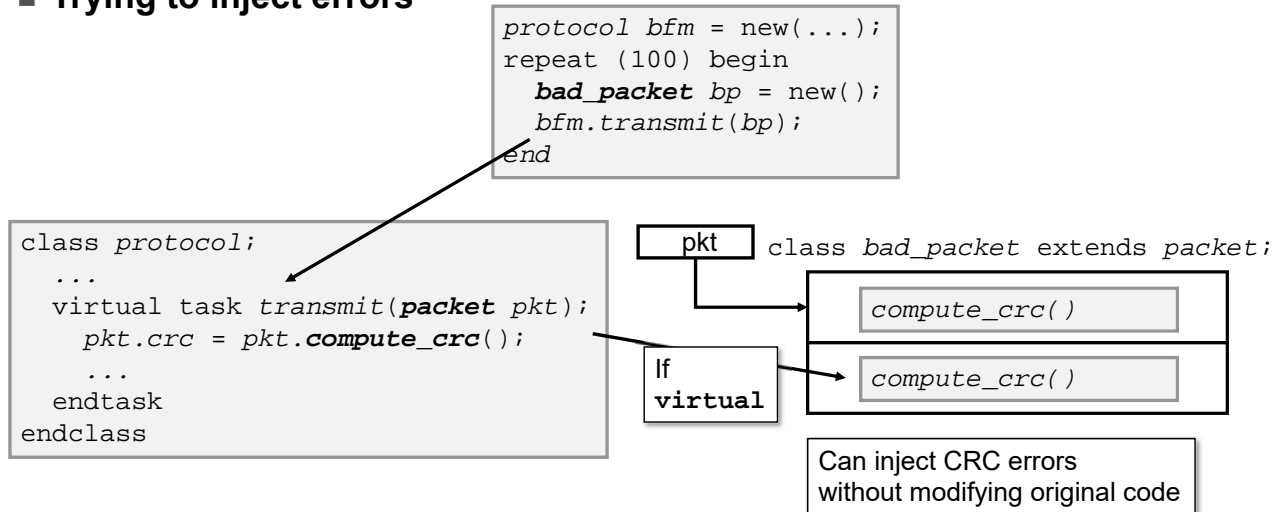 ■ Trying to inject errors
protocol bfm = new(...);
repeat (100) begin
bad_packet bp = new();
bfm.transmit(bp);
end
class protocol;
...
virtual task transmit(packet pkt);
pkt.crc = pkt.compute_crc();
...
endtask
endclass
pkt
class bad_packet extends packet;
compute_crc()
compute_crc()
If
virtual
Can inject CRC errors
without modifying original code